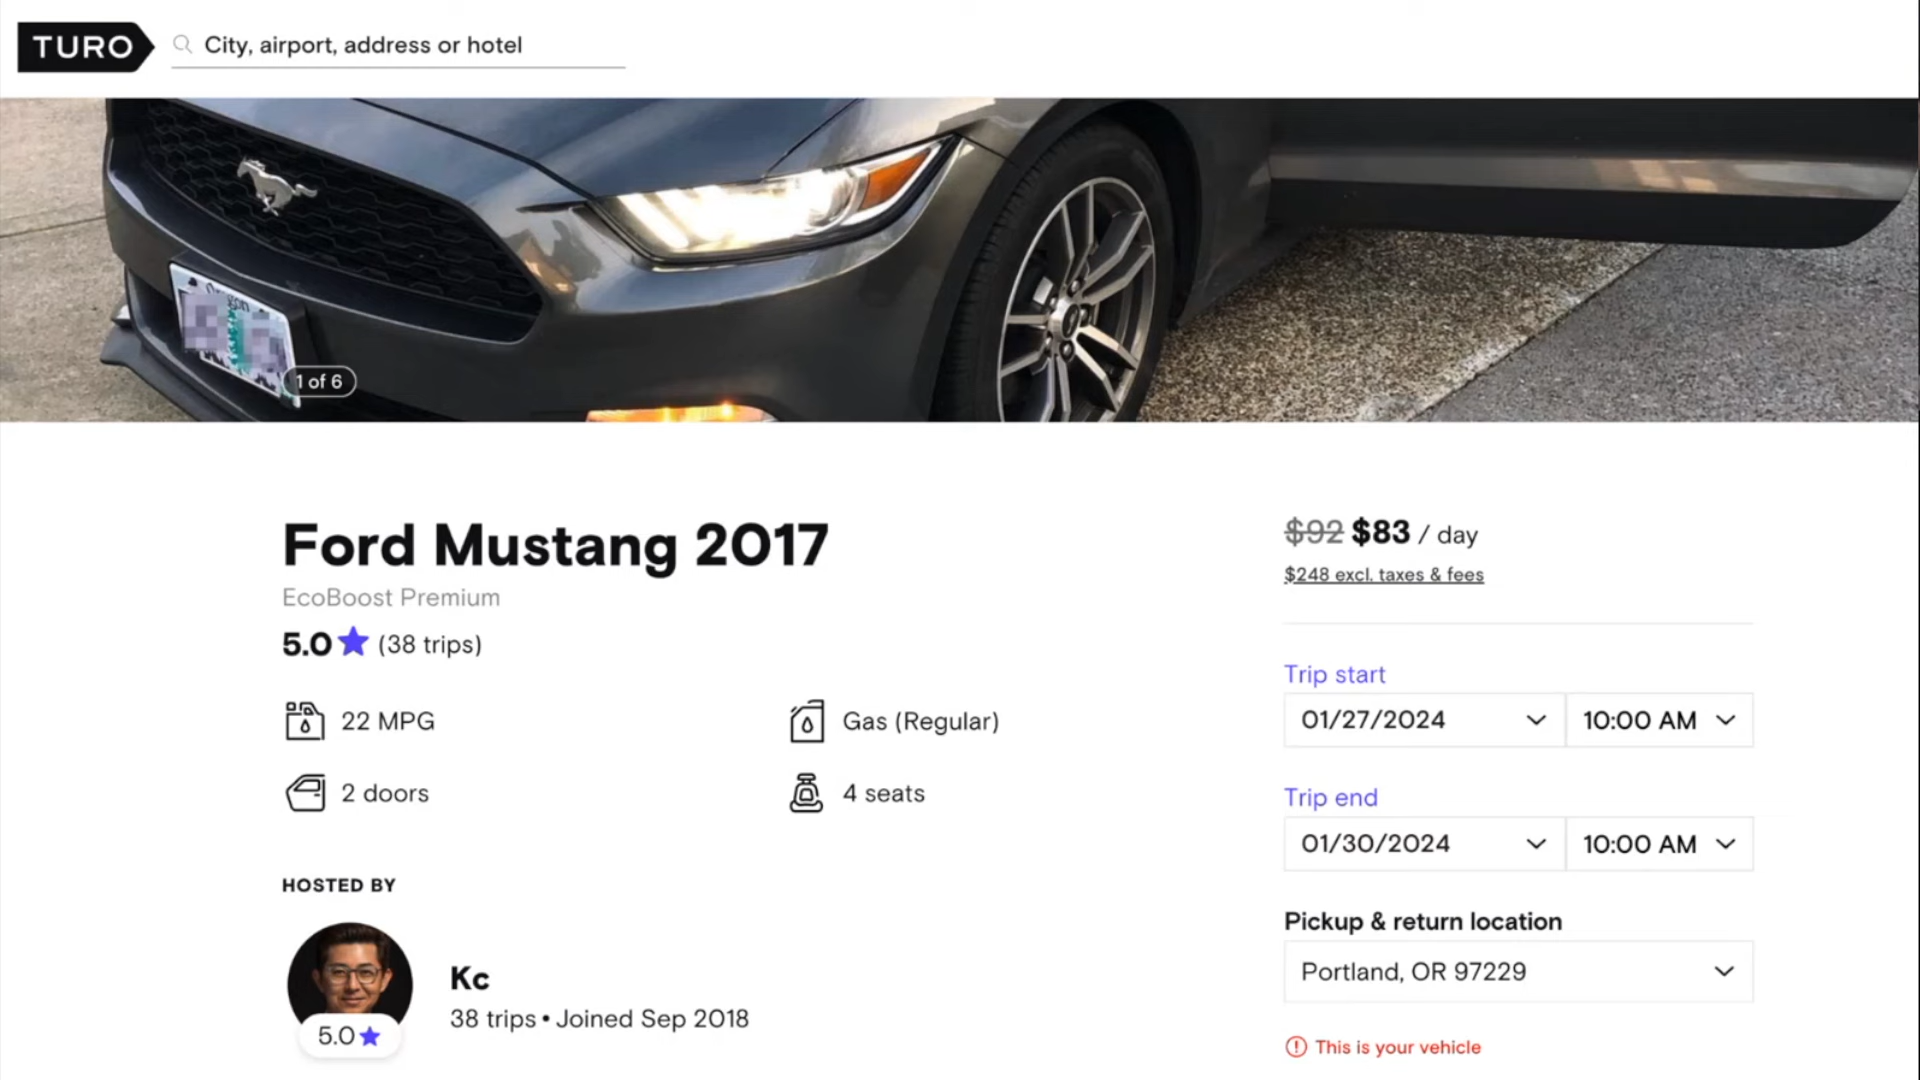 TURO
City, airport, address or hotel
Oregon
1 of 6
Ford Mustang 2017
EcoBoost Premium
5.0 (38 trips)
22 MPG
Gas (Regular)
2 doors
4 seats
HOSTED BY
Kc
38 trips • Joined Sep 2018
5.0
$92 $83 / day
$248 excl. taxes & fees
Trip start
01/27/2024
10:00 AM
Trip end
01/30/2024
10:00 AM
Pickup & return location
Portland, OR 97229
This is your vehicle